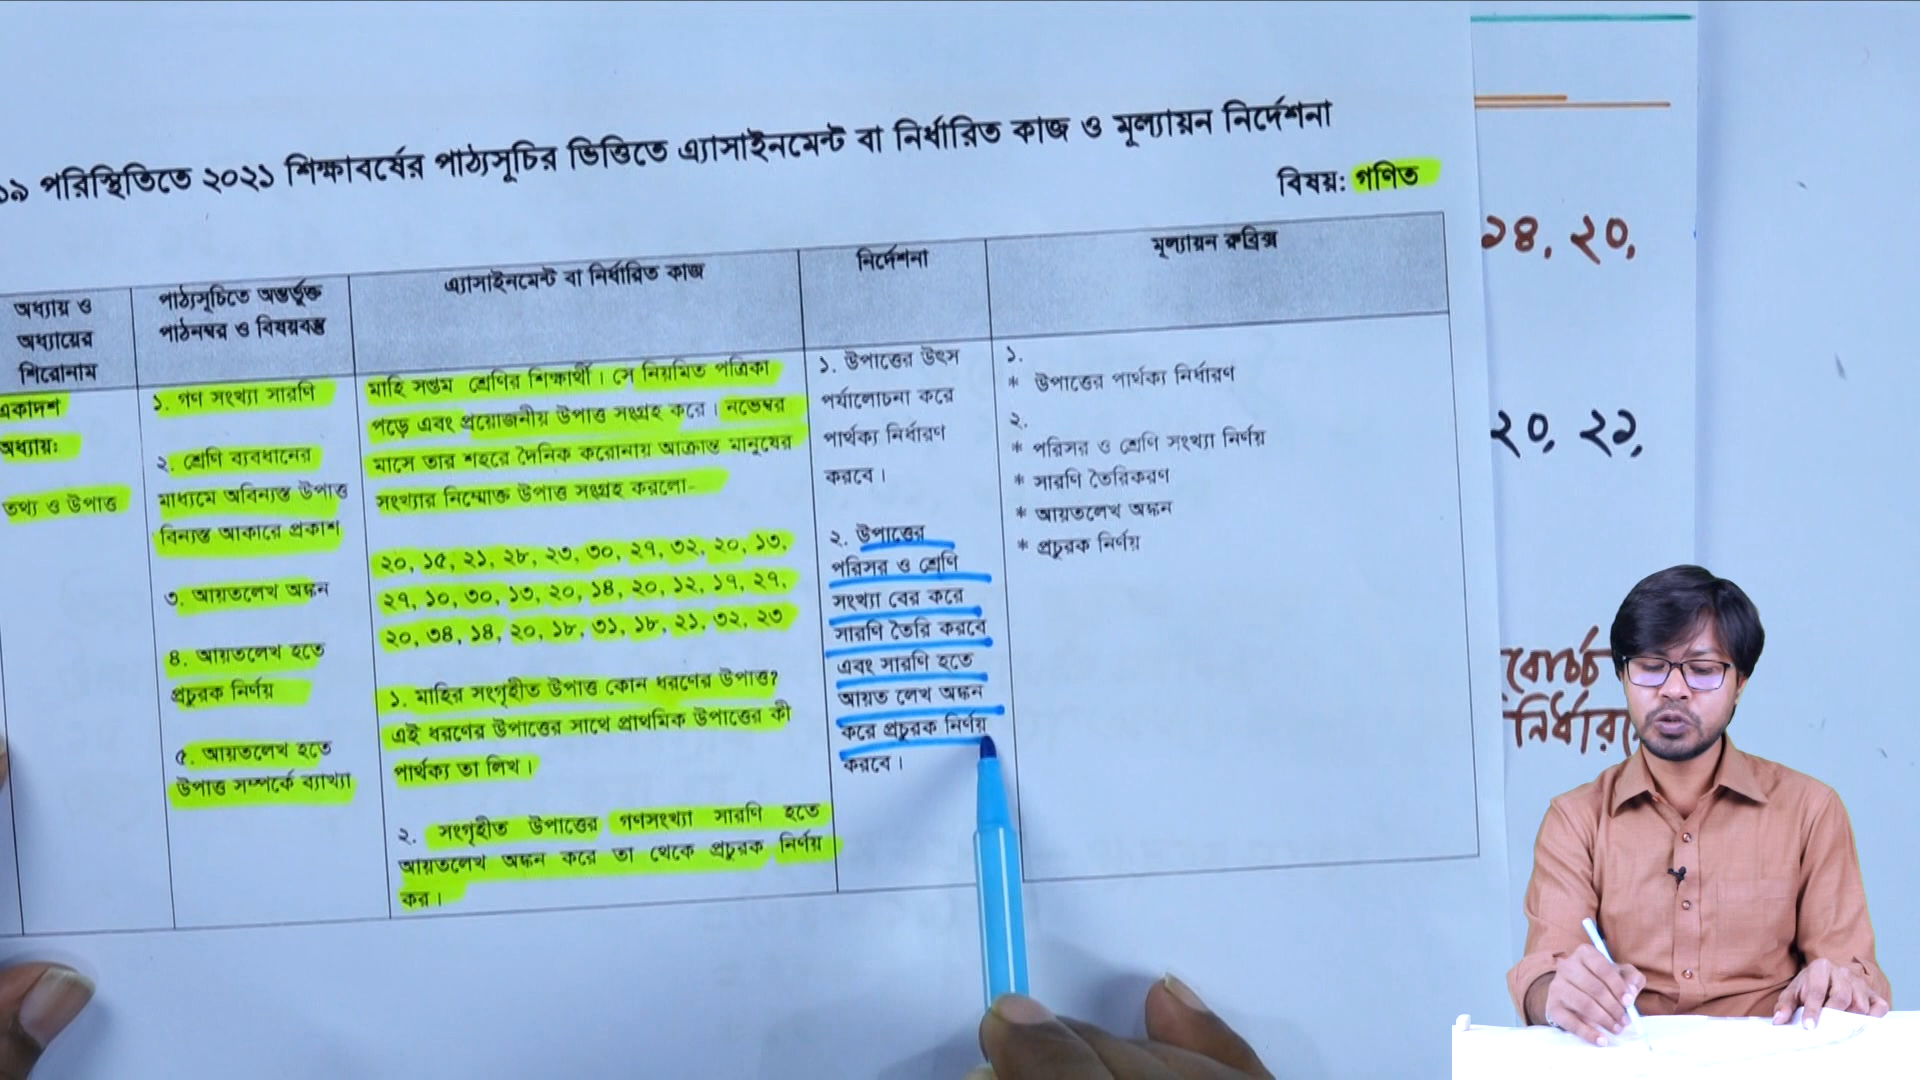 ১৯ পরিস্থিতিতে ২০২১ শিক্ষাবর্ষের পাঠ্যসূচির ভিত্তিতে এ্যাসাইনমেন্ট বা নির্ধারিত কাজ ও মূল্যায়ন নির্দেশনা
বিষয়: গণিত
অধ্যায় ও
অধ্যায়ের
শিরোনাম
পাঠ্যসূচিতে অন্তর্ভুক্ত
পাঠনম্বর ও বিষয়বস্তু
এ্যাসাইনমেন্ট বা নির্ধারিত কাজ
নির্দেশনা
মূল্যায়ন রুব্রিক্স
একাদশ
অধ্যায়:
তথ্য ও উপাত্ত
১. গণ সংখ্যা সারণি
২. শ্রেণি ব্যবধানের
মাধ্যমে অবিন্যস্ত উপাত্ত
বিন্যস্ত আকারে প্রকাশ
৩. আয়তলেখ অঙ্কন
৪. আয়তলেখ হতে
প্রচুরক নির্ণয়
৫. আয়তলেখ হতে
উপাত্ত সম্পর্কে ব্যাখ্যা
মাহি সপ্তম শ্রেণির শিক্ষার্থী। সে নিয়মিত পত্রিকা
পড়ে এবং প্রয়োজনীয় উপাত্ত সংগ্রহ করে। নভেম্বর
মাসে তার শহরে দৈনিক করোনায় আক্রান্ত মানুষের
সংখ্যার নিম্মোক্ত উপাত্ত সংগ্রহ করলো-
২০, ১৫, ২১, ২৮, ২৩, ৩০, ২৭, ৩২, ২০, ১৩,
২৭, ১০, ৩০, ১৩, ২০, ১৪, ২০, ১২, ১৭, ২৭,
২০, ৩৪, ১৪, ২০, ১৮, ৩১, ১৮, ২১, ৩২, ২৩
১. মাহির সংগৃহীত উপাত্ত কোন ধরণের উপাত্ত?
এই ধরণের উপাত্তের সাথে প্রাথমিক উপাত্তের কী
পার্থক্য তা লিখ।
২. সংগৃহীত উপাত্তের গণসংখ্যা সারণি হতে
আয়তলেখ অঙ্কন করে তা থেকে প্রচুরক নির্ণয়
কর।
১. উপাত্তের উৎস
পর্যালোচনা করে
পার্থক্য নির্ধারণ
করবে।
২. উপাত্তের
পরিসর ও শ্রেণি
সংখ্যা বের করে
সারণি তৈরি করবে
এবং সারণি হতে
আয়ত লেখ অঙ্কন
করে প্রচুরক নির্ণয়
করবে।
১.
* উপাত্তের পার্থক্য নির্ধারণ
২.
* পরিসর ও শ্রেণি সংখ্যা নির্ণয়
* সারণি তৈরিকরণ
* আয়তলেখ অঙ্কন
* প্রচুরক নির্ণয়
১৪, ২০,
২০, ২১,